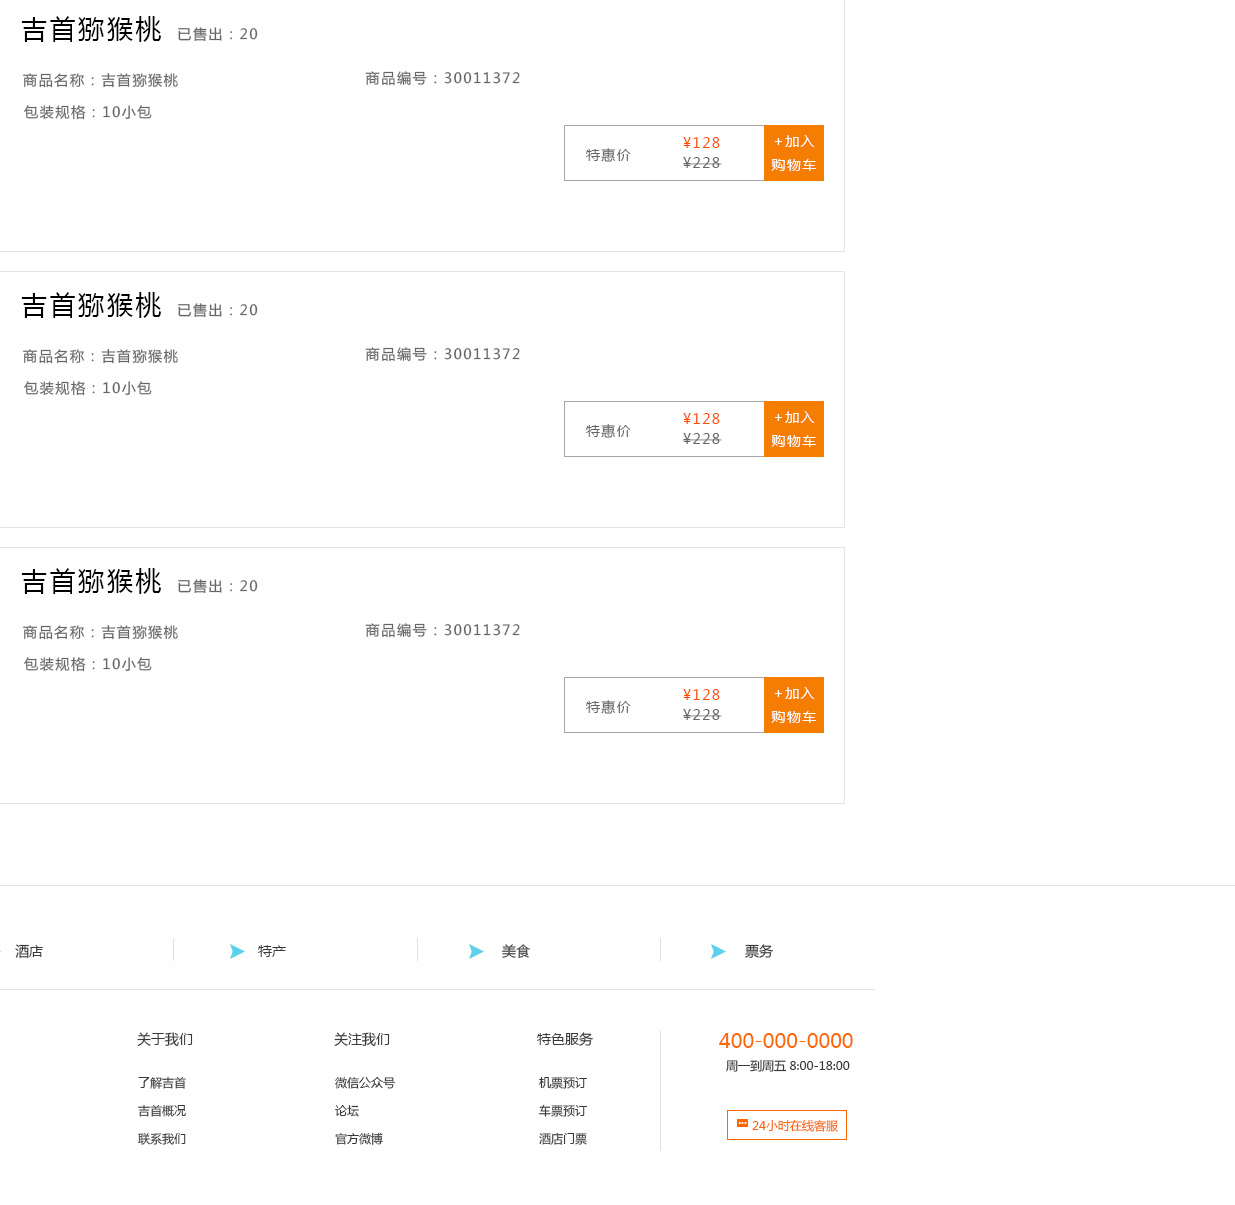 吉首猕猴桃 已售出：20
商品名称：吉首猕猴桃 商品编号：30011372
包装规格：10小包
特惠价 ¥128 +加入
¥228 购物车
吉首猕猴桃 已售出：20
商品名称：吉首猕猴桃 商品编号：30011372
包装规格：10小包
特惠价 ¥128 +加入
¥228 购物车
吉首猕猴桃 已售出：20
商品名称：吉首猕猴桃 商品编号：30011372
包装规格：10小包
特惠价 ¥128 +加入
¥228 购物车
酒店 特产 美食 票务
关于我们 关注我们 特色服务 400-000-0000
周一到周五 8:00-18:00
了解吉首 微信公众号 机票预订
吉首概况 论坛 车票预订
24小时在线客服
联系我们 官方微博 酒店门票